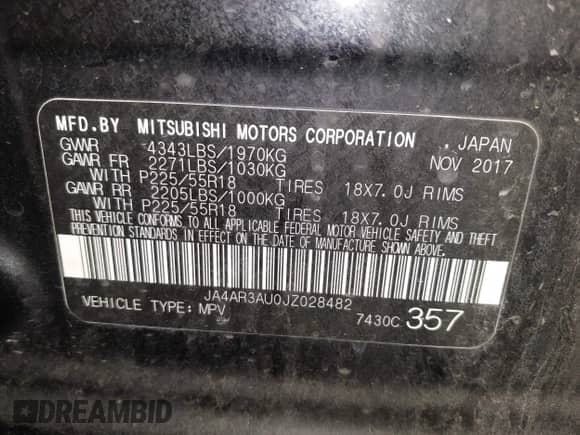 MFD. BY MITSUBISHI MOTORS CORPORATION . JAPAN
GVWR 4343LBS/1970KG NOV 2017
GAWR FR 2271LBS/1030KG
WITH P225/55R18 TIRES 18X7. 0J RIMS
GAWR RR 2205LBS/1000KG
WITH P225/55R18 TIRES 18X7. 0J RIMS
THIS VEHICLE CONFORMS TO ALL APPLICABLE FEDERAL MOTOR VEHICLE SAFETY AND THEFT
PREVENTION STANDARDS IN EFFECT ON THE DATE OF MANUFACTURE SHOWN ABOVE.
JA4AR3AU0JZ028482
VEHICLE TYPE: MPV 7430C 357
DREAMBID